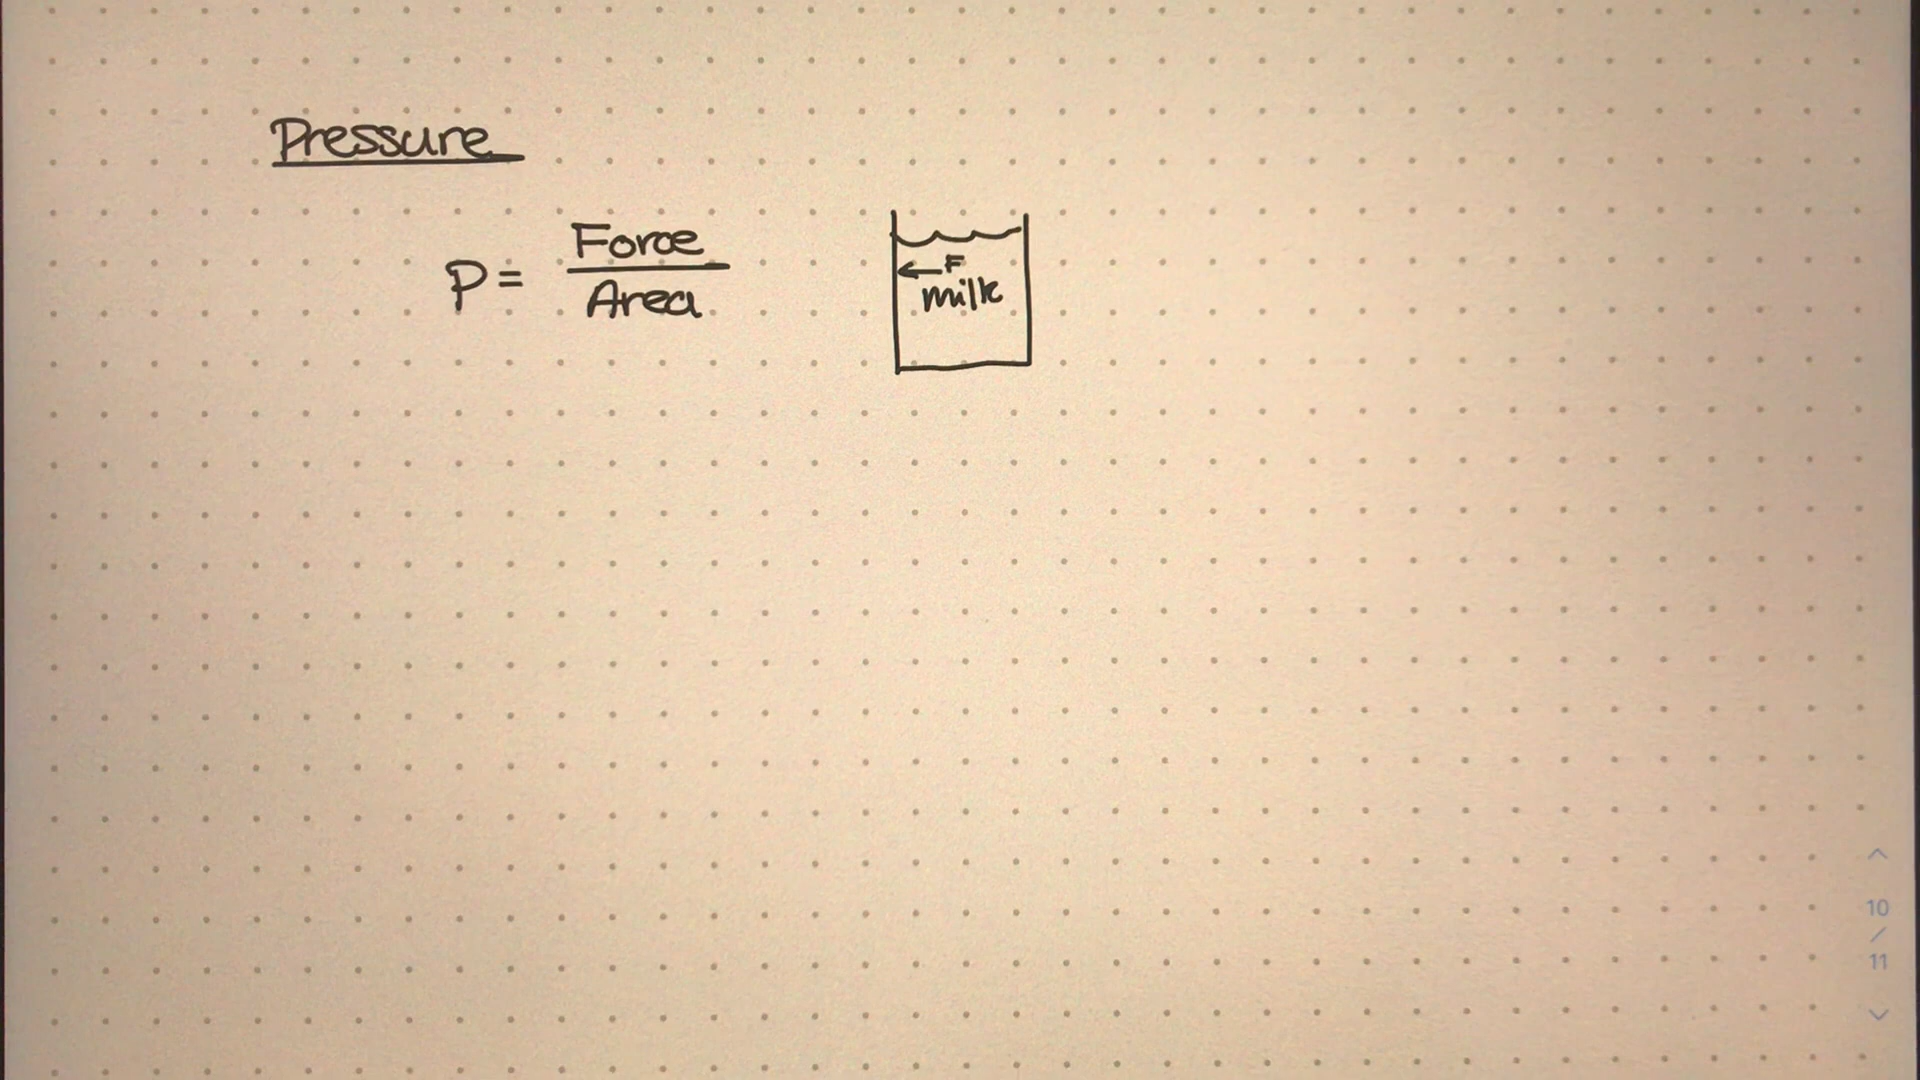 Pressure
P = Force
Area
F
milk
10
/
11